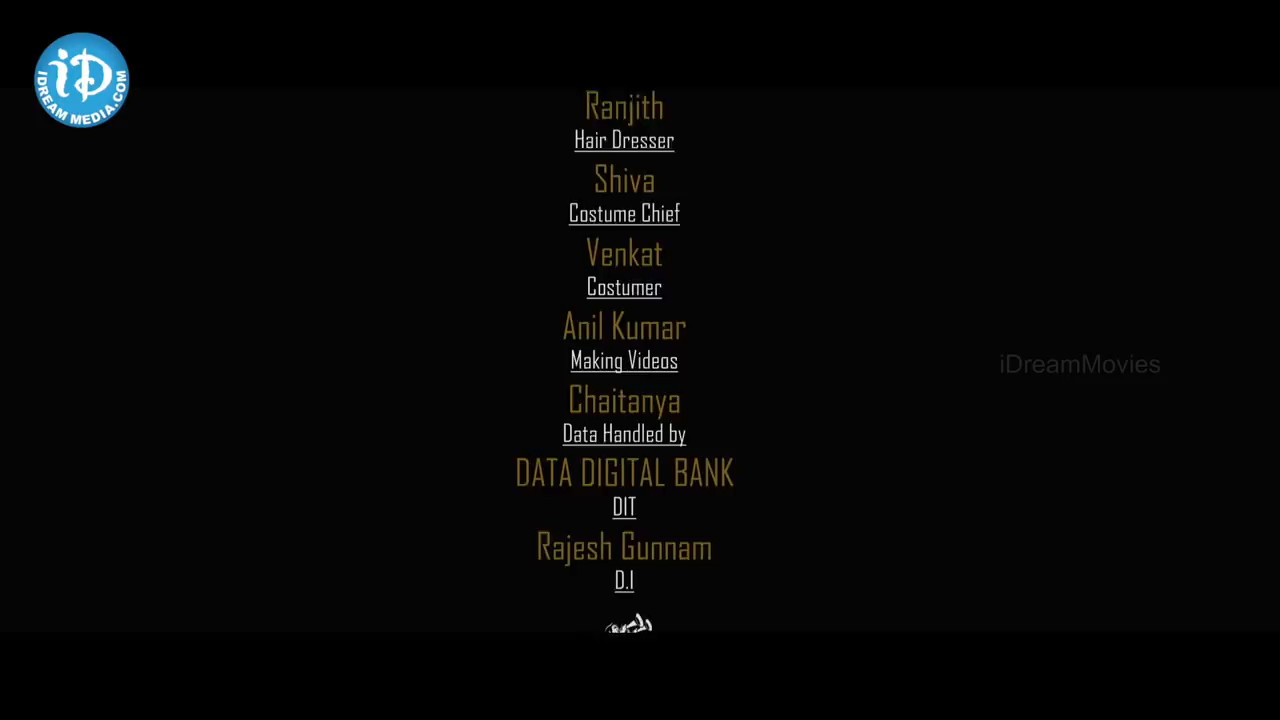 iD
IDREAM MEDIA.COM
Ranjith
Hair Dresser
Shiva
Costume Chief
Venkat
Costumer
Anil Kumar
Making Videos
iDreamMovies
Chaitanya
Data Handled by
DATA DIGITAL BANK
DIT
Rajesh Gunnam
D.I